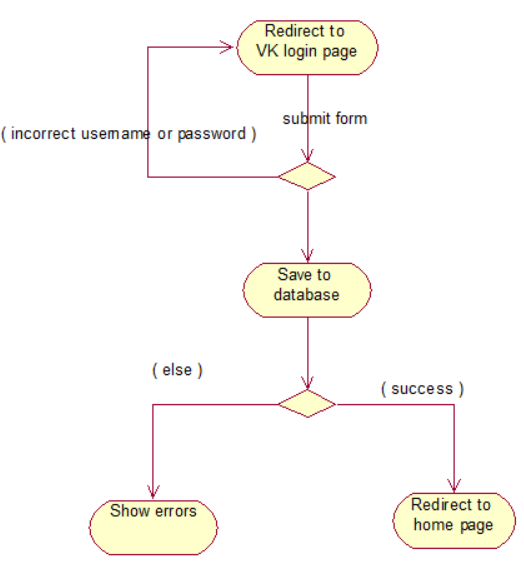 Redirect to
VK login page
submit form
( incorrect username or password )
Save to
database
( else )
( success )
Show errors
Redirect to
home page